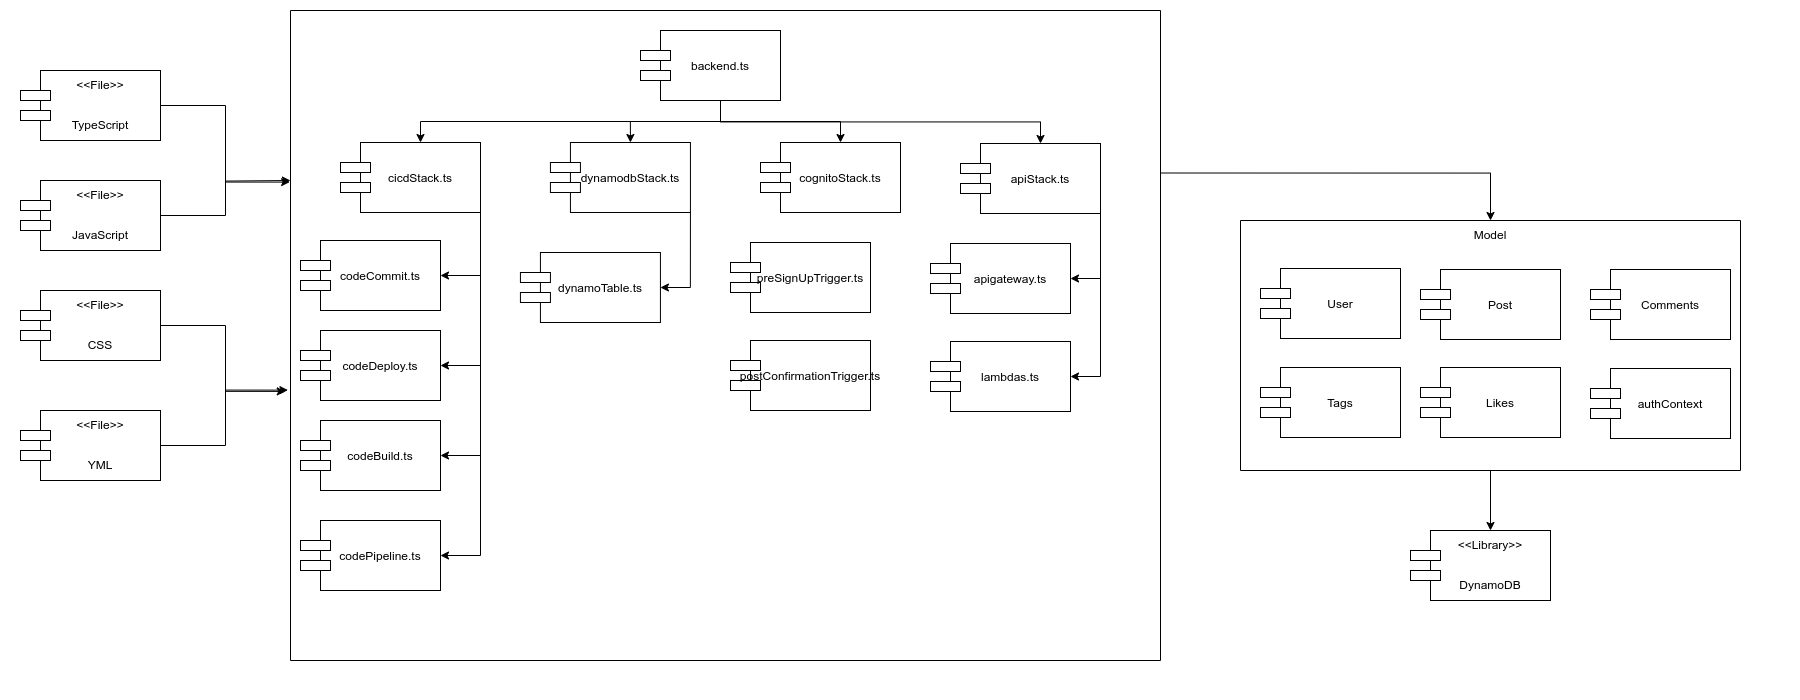 <<File>>
TypeScript
<<File>>
JavaScript
<<File>>
CSS
<<File>>
YML
backend.ts
cicdStack.ts
dynamodbStack.ts
cognitoStack.ts
apiStack.ts
codeCommit.ts
dynamoTable.ts
preSignUpTrigger.ts
apigateway.ts
codeDeploy.ts
postConfirmationTrigger.ts
lambdas.ts
codeBuild.ts
codePipeline.ts
Model
User
Post
Comments
Tags
Likes
authContext
<<Library>>
DynamoDB